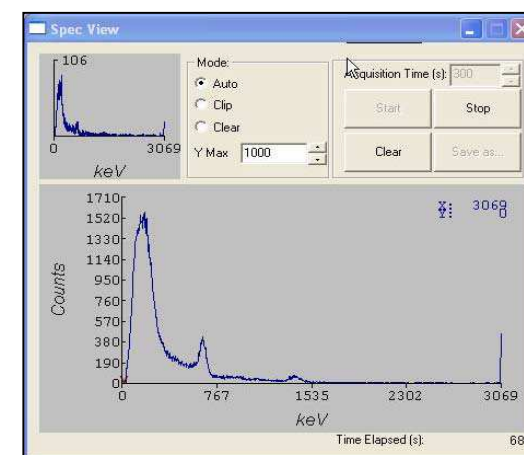 Spec View
106
0
3069
keV
Mode:
Auto
Clip
Clear
Y Max 1000
Acquisition Time (s): 300
Start
Stop
Clear
Save as...
1710
1520
1330
1140
950
760
570
380
190
0
Counts
X: 3069
Y: 0
0 767 1535 2302 3069
keV
Time Elapsed (s): 68